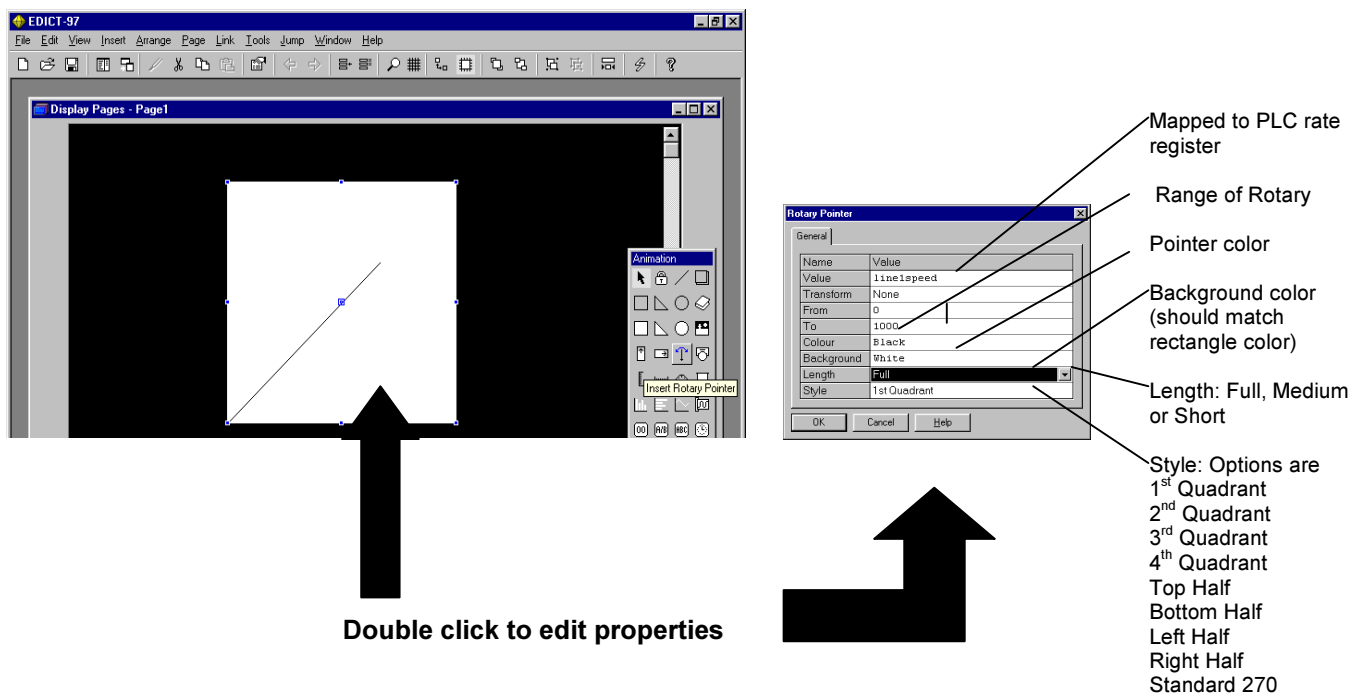 EDICT-97
File Edit View Insert Arrange Page Link Tools Jump Window Help
Display Pages - Page1
Animation
Insert Rotary Pointer
00 A/B ABC
Double click to edit properties
Rotary Pointer
General
Name Value
Value line1speed
Transform None
From 0
To 1000
Colour Black
Background White
Length Full
Style 1st Quadrant
OK Cancel Help
Mapped to PLC rate
register
Range of Rotary
Pointer color
Background color
(should match
rectangle color)
Length: Full, Medium
or Short
Style: Options are
1st Quadrant
2nd Quadrant
3rd Quadrant
4th Quadrant
Top Half
Bottom Half
Left Half
Right Half
Standard 270